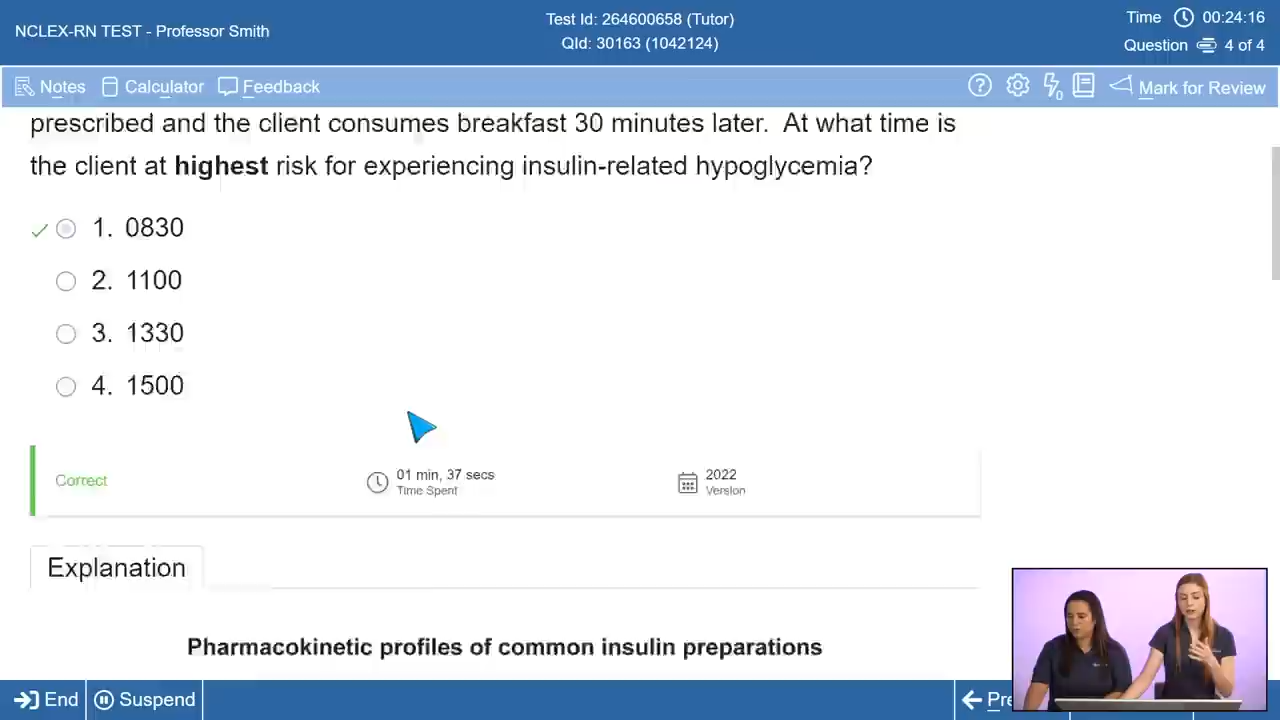 NCLEX-RN TEST - Professor Smith
Test Id: 264600658 (Tutor)
QId: 30163 (1042124)
Time 00:24:16
Question 4 of 4
Notes Calculator Feedback
Mark for Review
prescribed and the client consumes breakfast 30 minutes later. At what time is
the client at highest risk for experiencing insulin-related hypoglycemia?
1. 0830
2. 1100
3. 1330
4. 1500
Correct
01 min, 37 secs
Time Spent
2022
Version
Explanation
Pharmacokinetic profiles of common insulin preparations
End Suspend